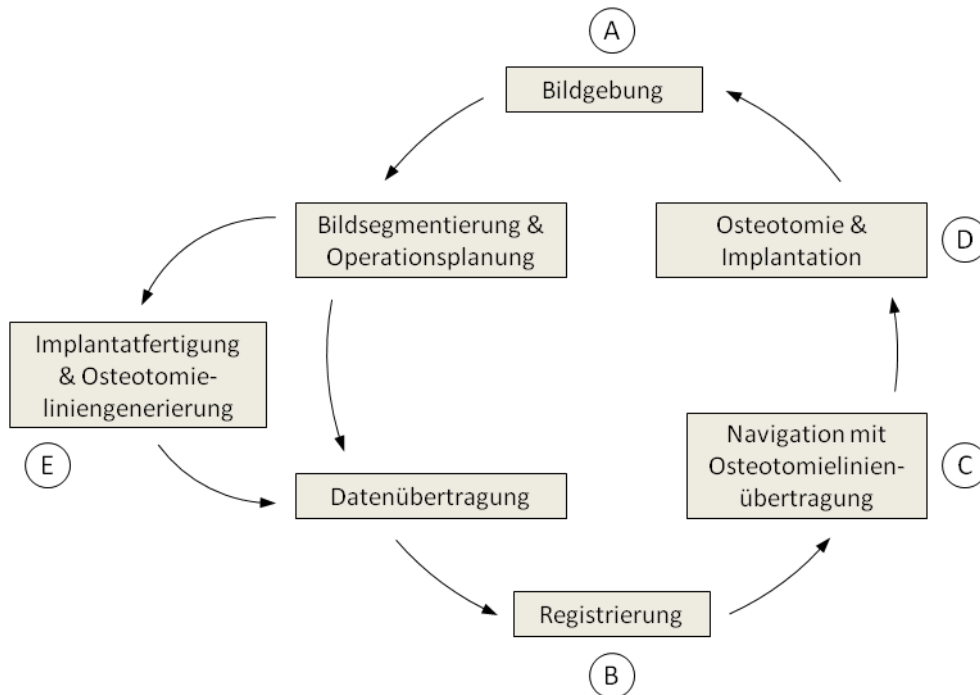 A
Bildgebung
Bildsegmentierung &
Operationsplanung
Osteotomie &
Implantation
D
Implantatfertigung
& Osteotomie-
liniengenerierung
E
Navigation mit
Osteotomielinien-
übertragung
C
Datenübertragung
Registrierung
B